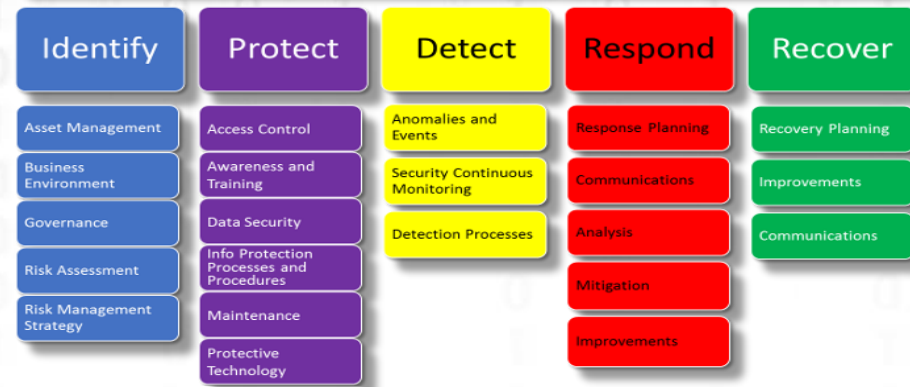 Identify
Asset Management
Business
Environment
Governance
Risk Assessment
Risk Management
Strategy
Protect
Access Control
Awareness and
Training
Data Security
Info Protection
Processes and
Procedures
Maintenance
Protective
Technology
Detect
Anomalies and
Events
Security Continuous
Monitoring
Detection Processes
Respond
Response Planning
Communications
Analysis
Mitigation
Improvements
Recover
Recovery Planning
Improvements
Communications